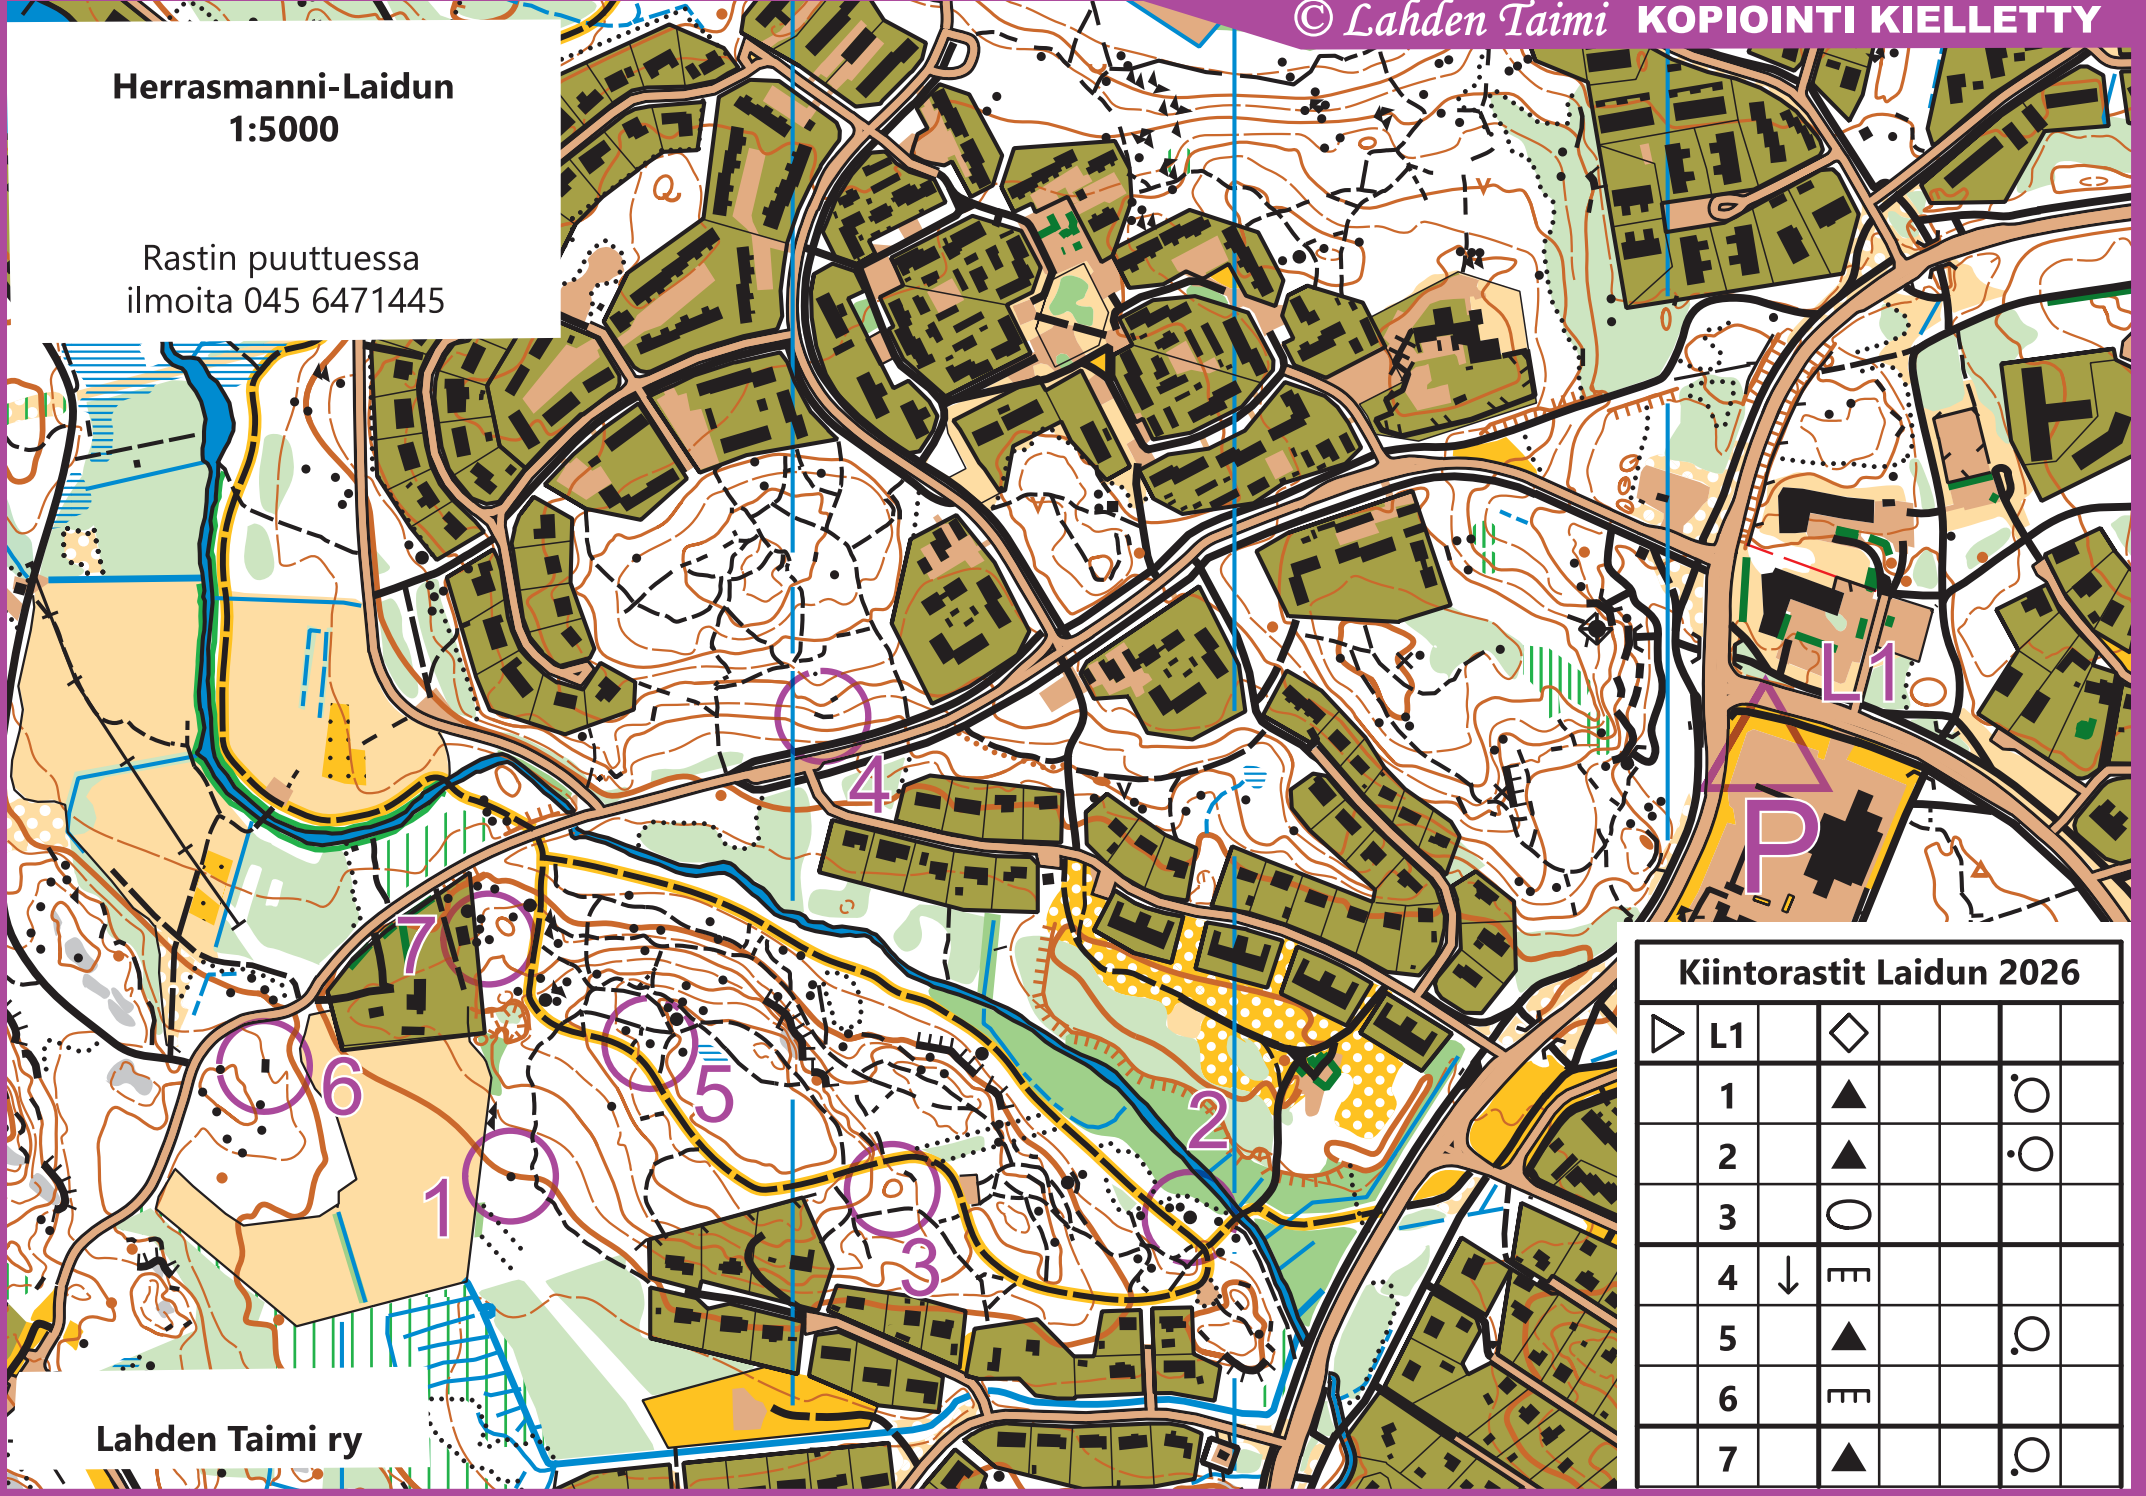 © Lahden Taimi KOPIOINTI KIELLETTY
Herrasmanni-Laidun
1:5000
Rastin puuttuessa
ilmoita 045 6471445
L1
4
P
7
6
5
2
1
3
Kiintorastit Laidun 2026
L1
1
2
3
4
5
6
7
Lahden Taimi ry